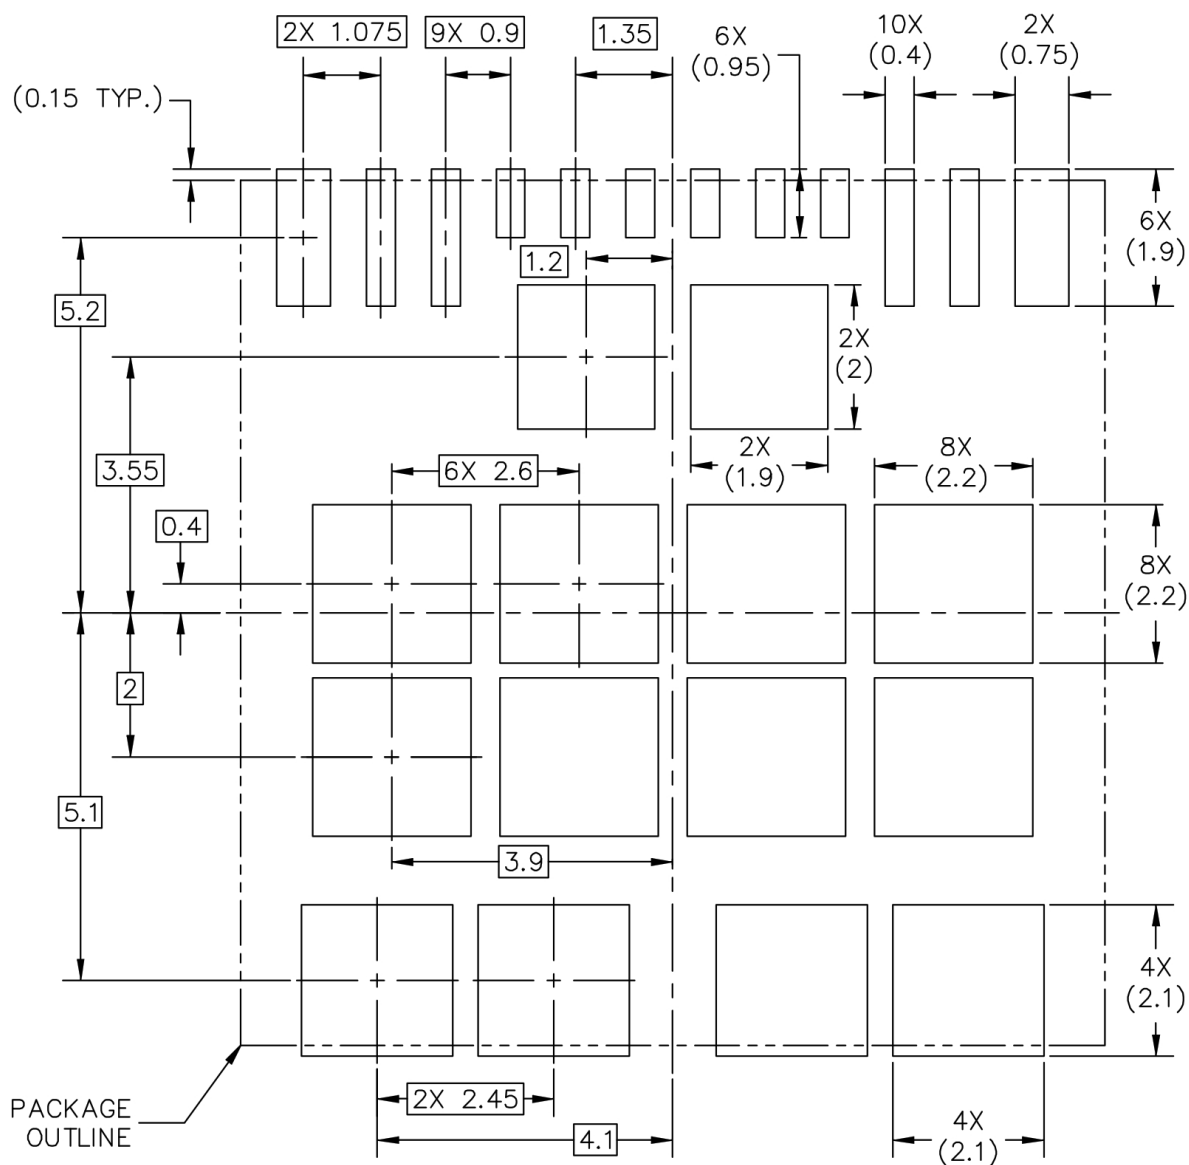 2X 1.075
9X 0.9
1.35
6X
(0.95)
10X
(0.4)
2X
(0.75)
(0.15 TYP.)
6X
(1.9)
1.2
5.2
2X
(2)
3.55
6X 2.6
2X
(1.9)
8X
(2.2)
0.4
8X
(2.2)
2
5.1
3.9
4X
(2.1)
PACKAGE
OUTLINE
2X 2.45
4.1
4X
(2.1)